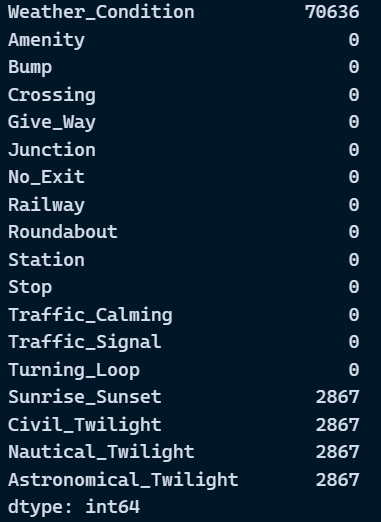 Weather_Condition 70636
Amenity 0
Bump 0
Crossing 0
Give_Way 0
Junction 0
No_Exit 0
Railway 0
Roundabout 0
Station 0
Stop 0
Traffic_Calming 0
Traffic_Signal 0
Turning_Loop 0
Sunrise_Sunset 2867
Civil_Twilight 2867
Nautical_Twilight 2867
Astronomical_Twilight 2867
dtype: int64